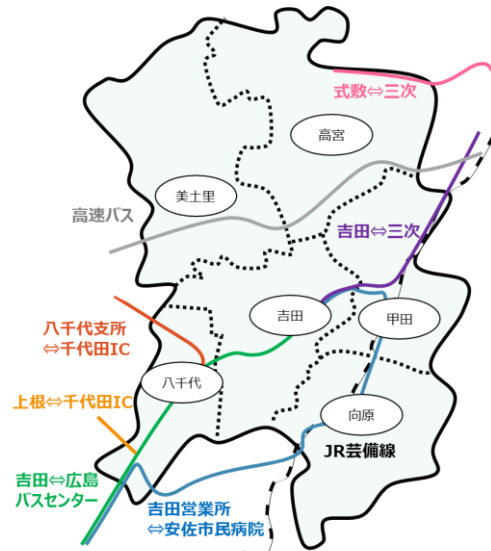 式敷⇔三次
高宮
美土里
高速バス
吉田⇔三次
吉田
甲田
八千代支所
⇔千代田IC
八千代
上根⇔千代田IC
向原
JR芸備線
吉田⇔広島
バスセンター
吉田営業所
⇔安佐市民病院